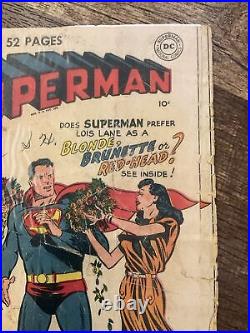 52 PAGES
DC
PERMAN
10¢
DOES SUPERMAN PREFER
LOIS LANE AS A
BLONDE,
BRUNETTE or
RED-HEAD?
SEE INSIDE!